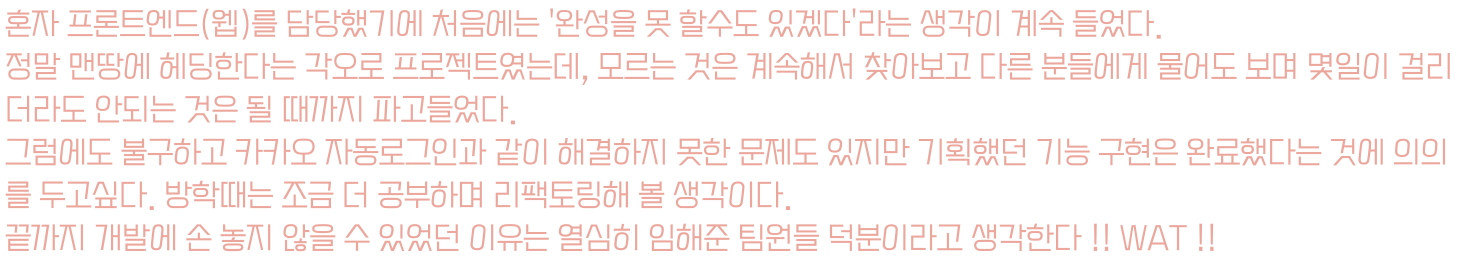 혼자 프론트엔드(웹)를 담당했기에 처음에는 '완성을 못 할수도 있겠다'라는 생각이 계속 들었다.
정말 맨땅에 헤딩한다는 각오로 프로젝트였는데, 모르는 것은 계속해서 찾아보고 다른 분들에게 물어도 보며 몇일이 걸리
더라도 안되는 것은 될 때까지 파고들었다.
그럼에도 불구하고 카카오 자동로그인과 같이 해결하지 못한 문제도 있지만 기획했던 기능 구현은 완료했다는 것에 의의
를 두고싶다. 방학때는 조금 더 공부하며 리팩토링해 볼 생각이다.
끝까지 개발에 손 놓지 않을 수 있었던 이유는 열심히 임해준 팀원들 덕분이라고 생각한다 !! WAT !!